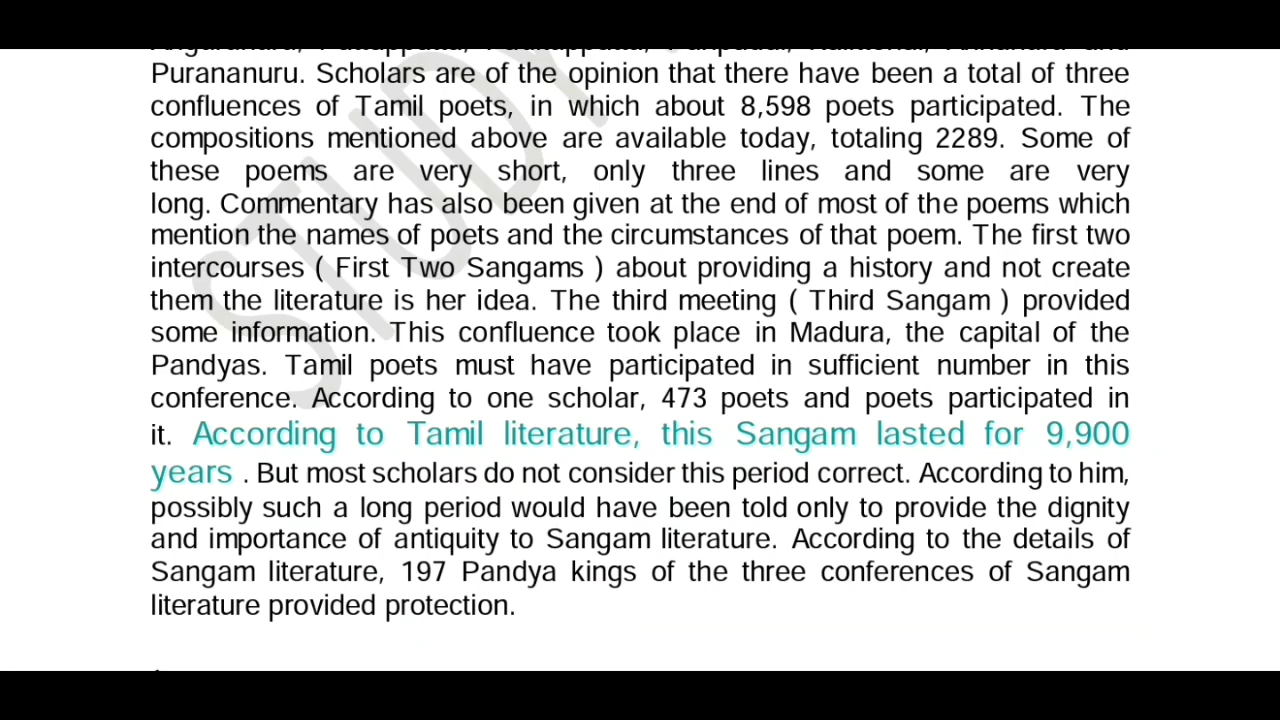 Purananuru. Scholars are of the opinion that there have been a total of three
confluences of Tamil poets, in which about 8,598 poets participated. The
compositions mentioned above are available today, totaling 2289. Some of
these poems are very short, only three lines and some are very
long. Commentary has also been given at the end of most of the poems which
mention the names of poets and the circumstances of that poem. The first two
intercourses ( First Two Sangams ) about providing a history and not create
them the literature is her idea. The third meeting ( Third Sangam ) provided
some information. This confluence took place in Madura, the capital of the
Pandyas. Tamil poets must have participated in sufficient number in this
conference. According to one scholar, 473 poets and poets participated in
it. According to Tamil literature, this Sangam lasted for 9,900
years . But most scholars do not consider this period correct. According to him,
possibly such a long period would have been told only to provide the dignity
and importance of antiquity to Sangam literature. According to the details of
Sangam literature, 197 Pandya kings of the three conferences of Sangam
literature provided protection.
STUDY